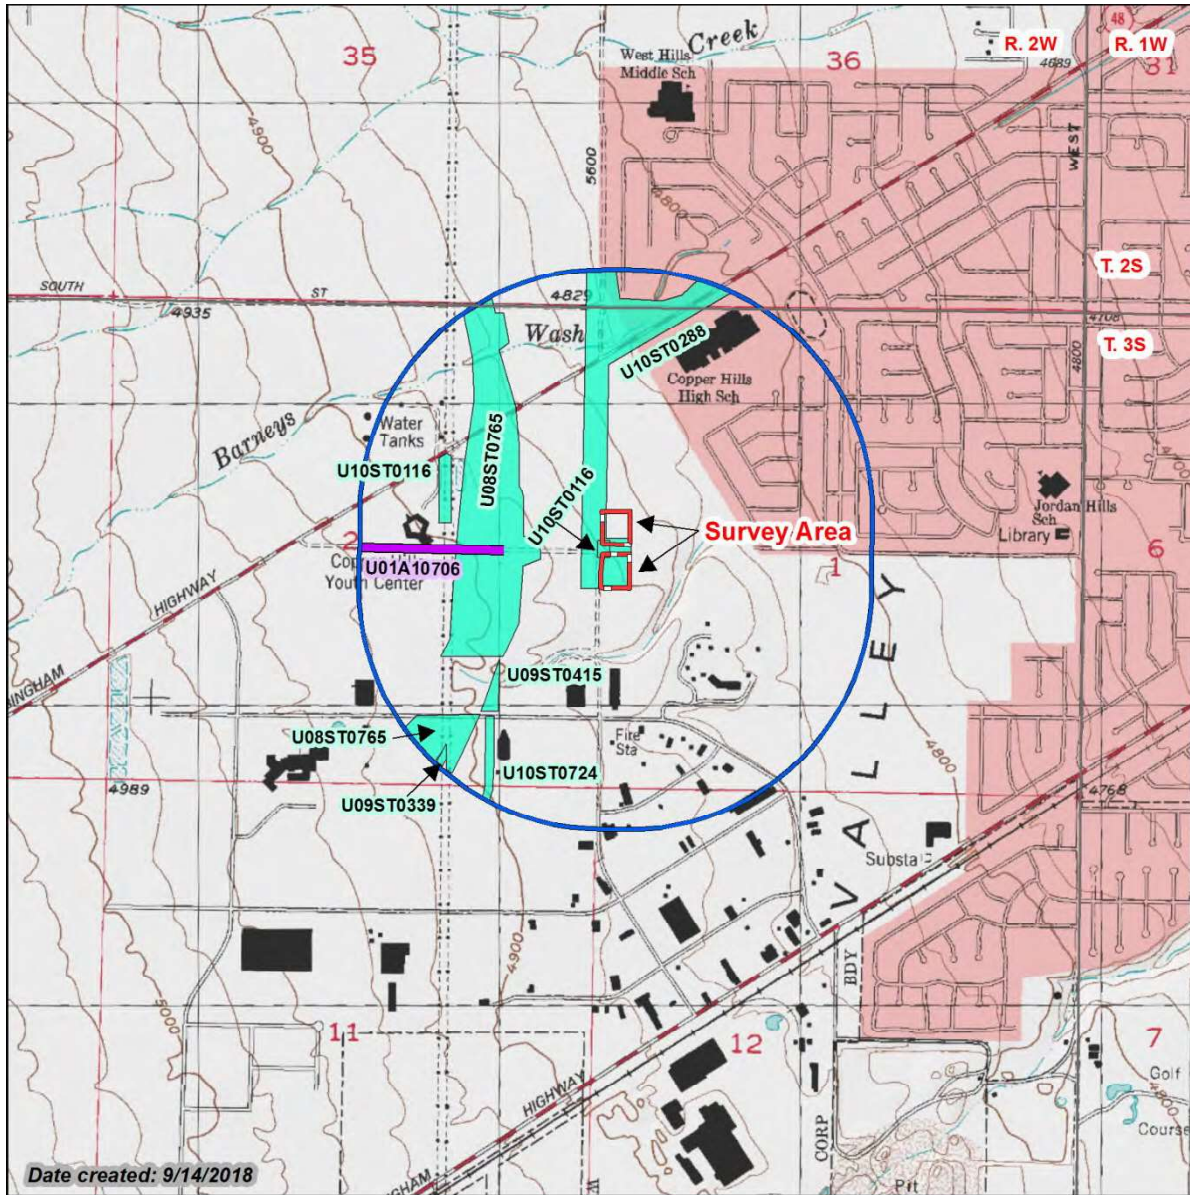 48
R. 2W
R. 1W
35
Creek
36
31
West Hills
Middle Sch
4689
4900
5600
WEST
4800
T. 2S
SOUTH
ST
4829
4935
4708
Wash
U10ST0288
T. 3S
4800
Copper Hills
High Sch
Barneys
Water
Tanks
U08ST0765
U10ST0116
U10ST0116
Survey Area
Jordan Hills
Sch
Library
2
1
6
U01A10706
Youth Center
HIGHWAY
VALLEY
U09ST0415
U08ST0765
Fire
Sta
U10ST0724
4800
4989
U09ST0339
4768
Substa
4900
BDY
5000
11
12
7
HIGHWAY
Golf
4800
Course
CORP
Date created: 9/14/2018
Pit